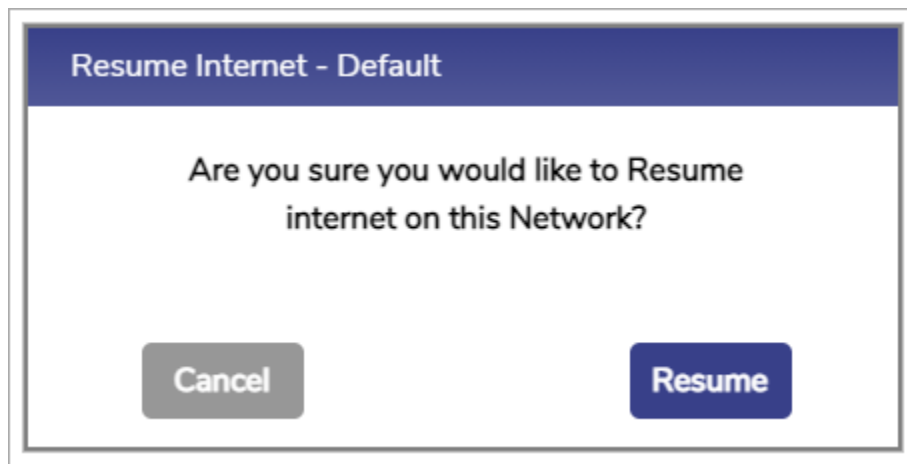 Resume Internet - Default
Are you sure you would like to Resume
internet on this Network?
Cancel
Resume